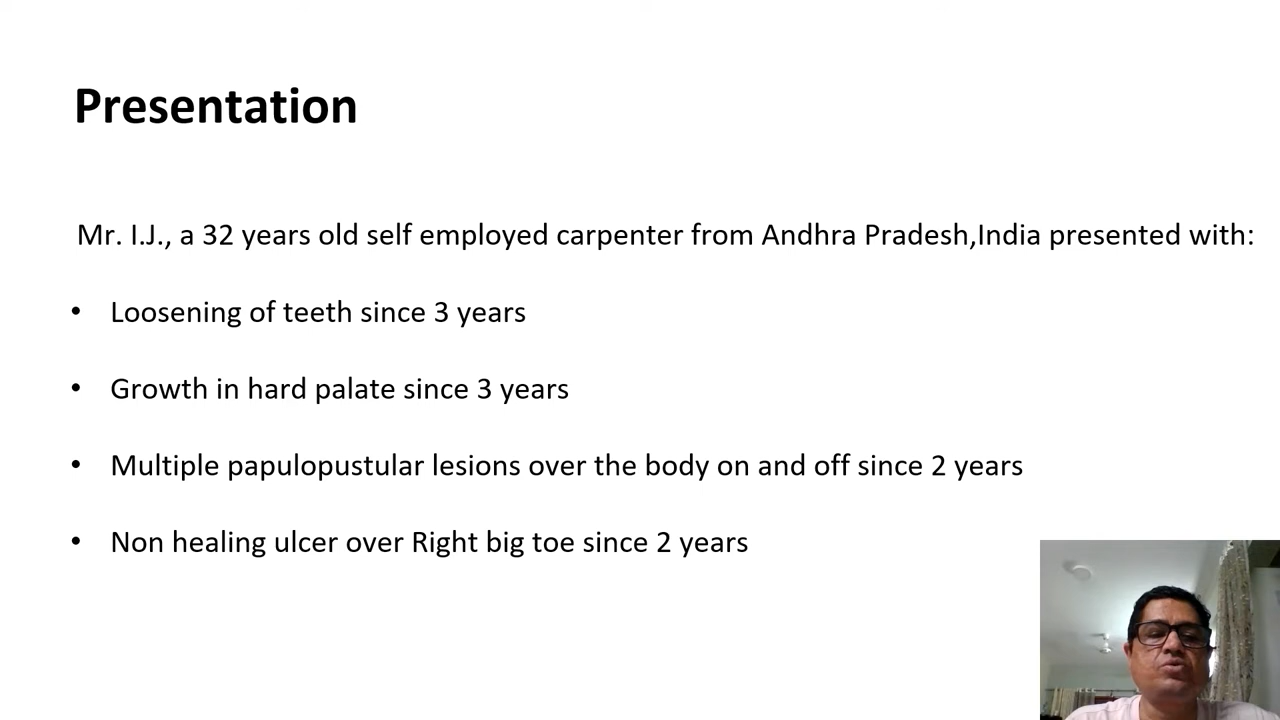 Presentation
Mr. I.J., a 32 years old self employed carpenter from Andhra Pradesh,India presented with:
• Loosening of teeth since 3 years
• Growth in hard palate since 3 years
• Multiple papulopustular lesions over the body on and off since 2 years
• Non healing ulcer over Right big toe since 2 years